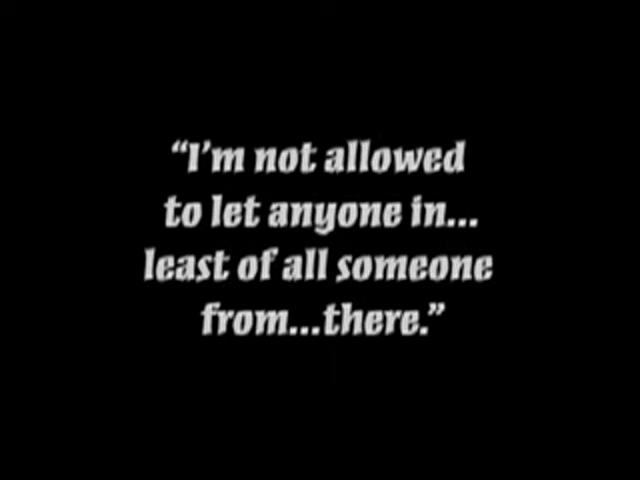 “I’m not allowed
to let anyone in...
least of all someone
from...there.”